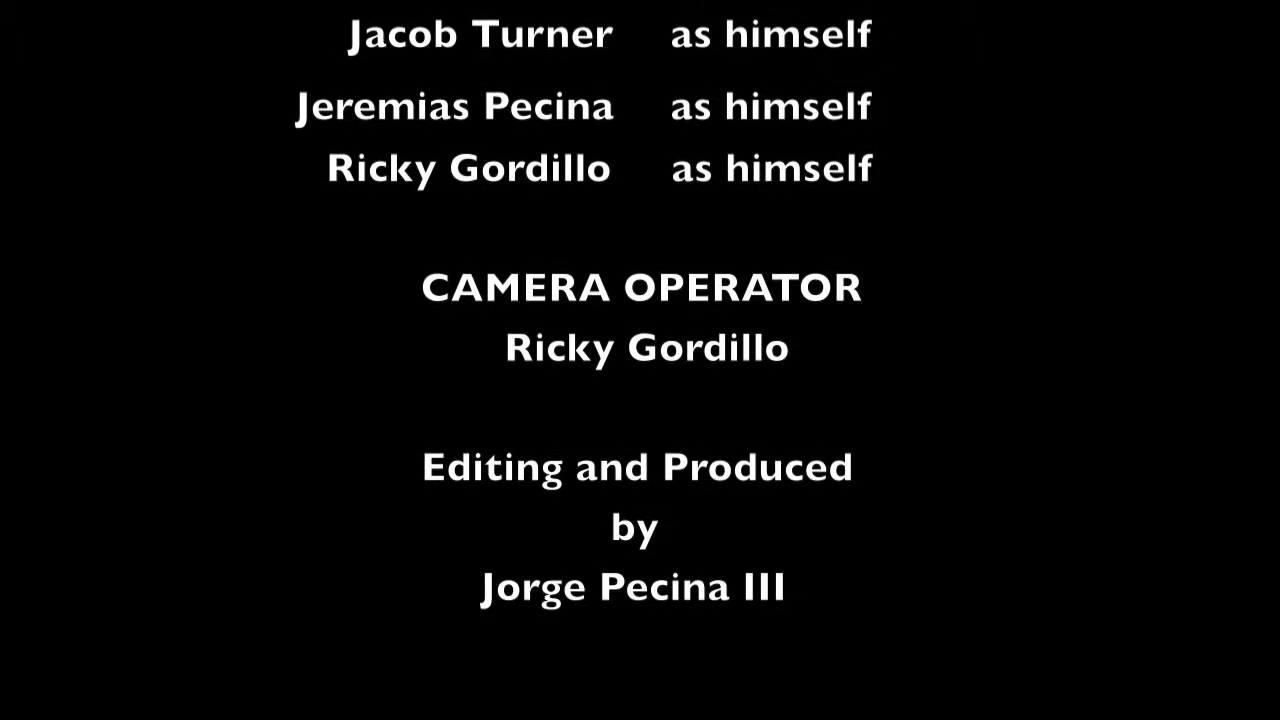 Jacob Turner as himself
Jeremias Pecina as himself
Ricky Gordillo as himself
CAMERA OPERATOR
Ricky Gordillo
Editing and Produced
by
Jorge Pecina III